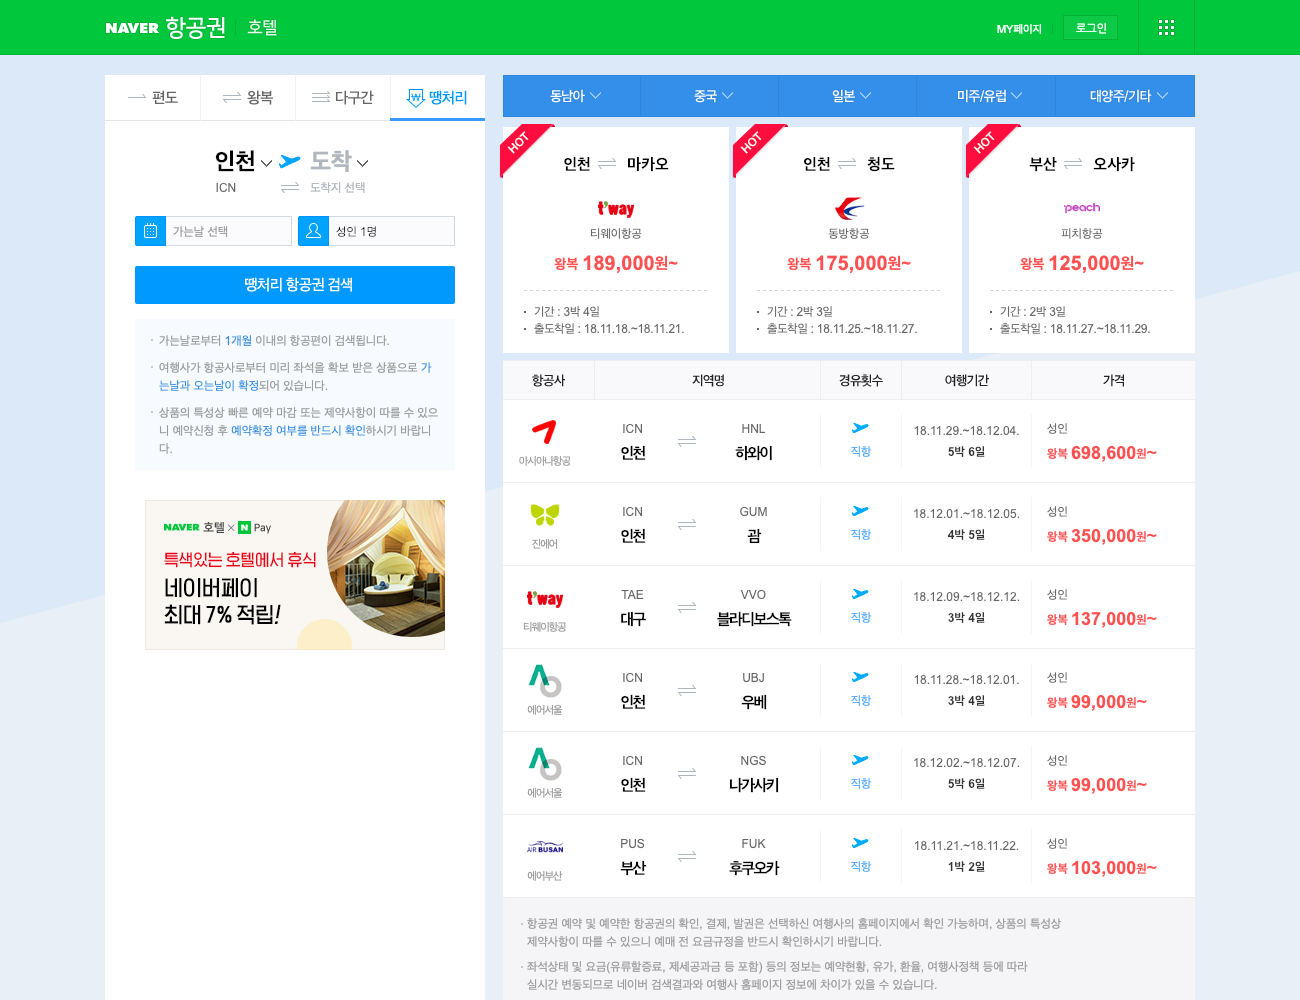 NAVER 항공권 호텔
MY페이지
로그인
편도
왕복
다구간
땡처리
인천
도착
ICN
도착지 선택
가는날 선택
성인 1명
땡처리 항공권 검색
· 가는날로부터 1개월 이내의 항공편이 검색됩니다.
· 여행사가 항공사로부터 미리 좌석을 확보 받은 상품으로 가
는날과 오는날이 확정되어 있습니다.
· 상품의 특성상 빠른 예약 마감 또는 제약사항이 따를 수 있으
니 예약신청 후 예약확정 여부를 반드시 확인하시기 바랍니
다.
NAVER 호텔 × N Pay
특색있는 호텔에서 휴식
네이버페이
최대 7% 적립!
동남아
중국
일본
미주/유럽
대양주/기타
HOT
인천 마카오
t'way
티웨이항공
왕복 189,000원~
· 기간 : 3박 4일
· 출도착일 : 18.11.18.~18.11.21.
HOT
인천 청도
동방항공
왕복 175,000원~
· 기간 : 2박 3일
· 출도착일 : 18.11.25.~18.11.27.
HOT
부산 오사카
peach
피치항공
왕복 125,000원~
· 기간 : 2박 3일
· 출도착일 : 18.11.27.~18.11.29.
항공사 지역명 경유횟수 여행기간 가격
아시아나항공
ICN HNL
인천 하와이
직항
18.11.29.~18.12.04.
5박 6일
성인
왕복 698,600원~
진에어
ICN GUM
인천 괌
직항
18.12.01.~18.12.05.
4박 5일
성인
왕복 350,000원~
t'way
티웨이항공
TAE VVO
대구 블라디보스톡
직항
18.12.09.~18.12.12.
3박 4일
성인
왕복 137,000원~
에어서울
ICN UBJ
인천 우베
직항
18.11.28.~18.12.01.
3박 4일
성인
왕복 99,000원~
에어서울
ICN NGS
인천 나가사키
직항
18.12.02.~18.12.07.
5박 6일
성인
왕복 99,000원~
AIR BUSAN
에어부산
PUS FUK
부산 후쿠오카
직항
18.11.21.~18.11.22.
1박 2일
성인
왕복 103,000원~
· 항공권 예약 및 예약한 항공권의 확인, 결제, 발권은 선택하신 여행사의 홈페이지에서 확인 가능하며, 상품의 특성상
제약사항이 따를 수 있으니 예매 전 요금규정을 반드시 확인하시기 바랍니다.
· 좌석상태 및 요금(유류할증료, 제세공과금 등 포함) 등의 정보는 예약현황, 유가, 환율, 여행사정책 등에 따라
실시간 변동되므로 네이버 검색결과와 여행사 홈페이지 정보에 차이가 있을 수 있습니다.